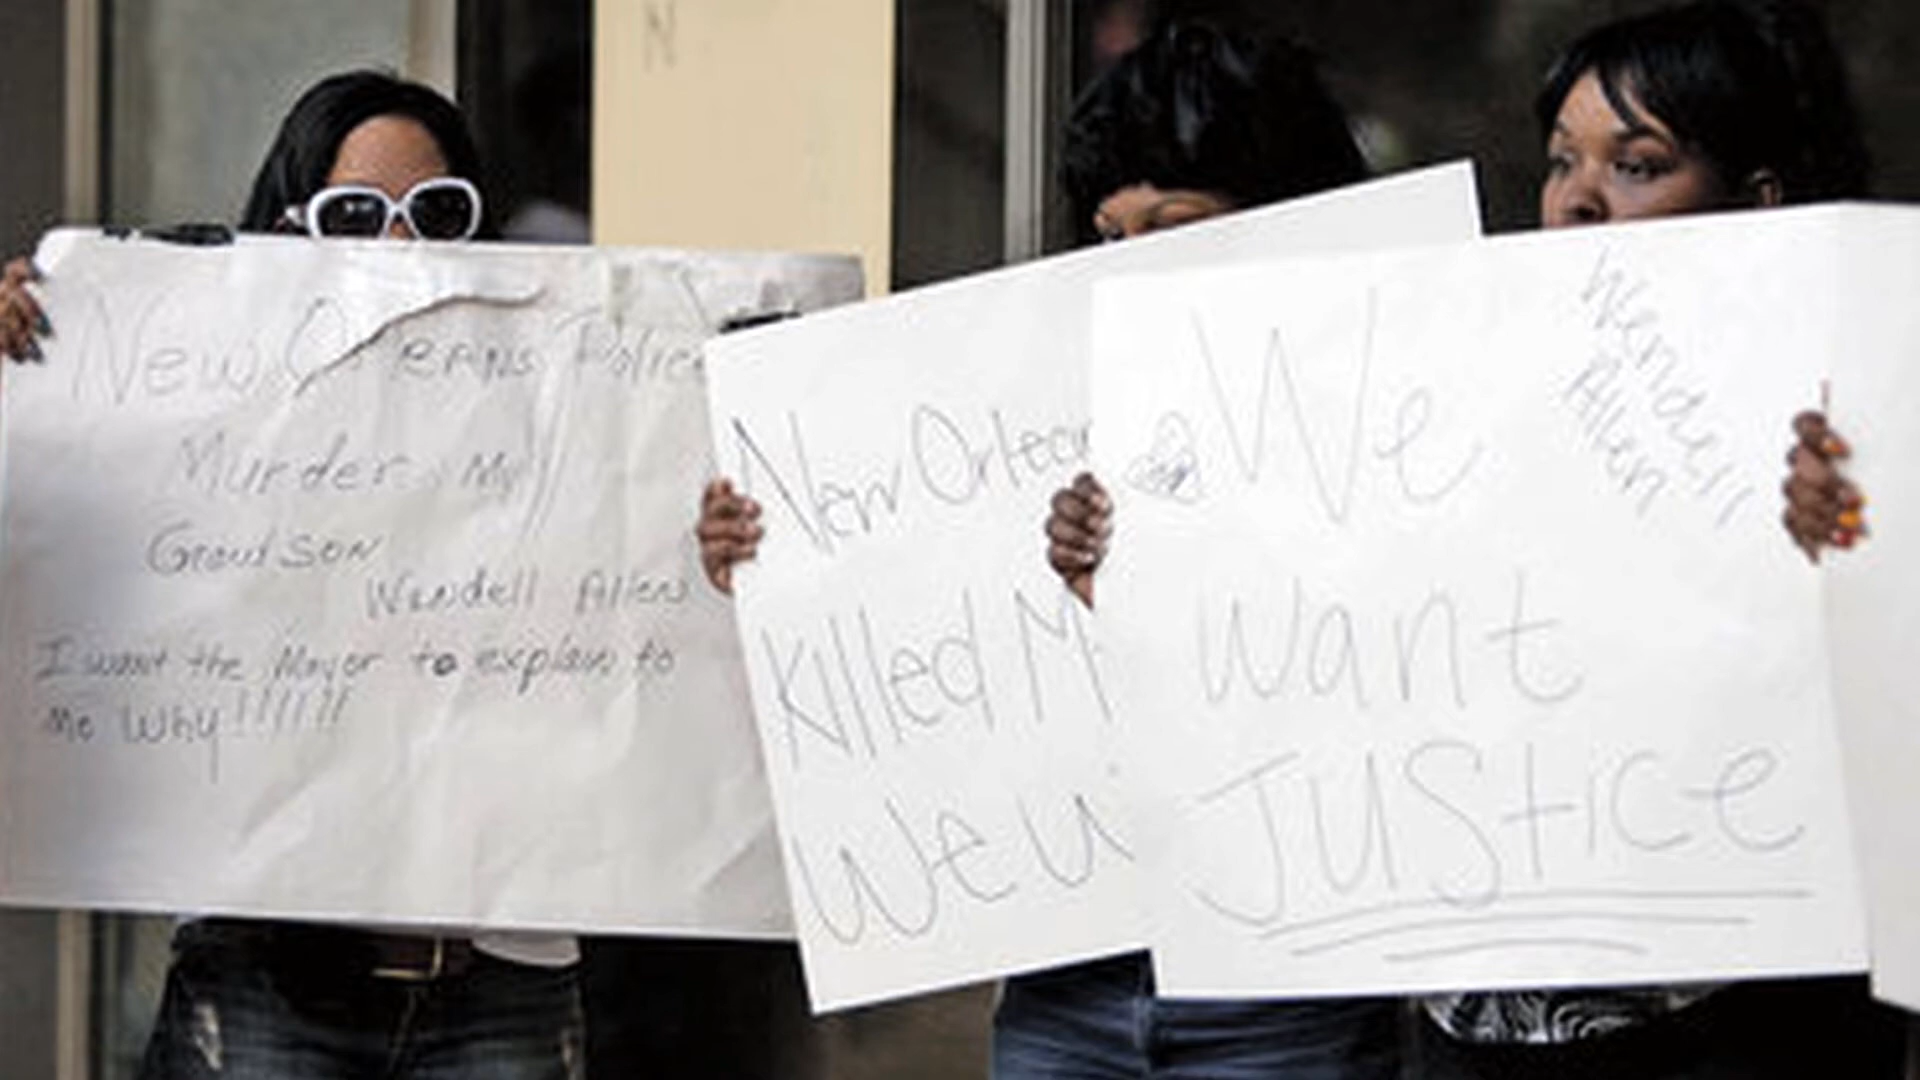 N
New Orleans Police
Murder My
Grandson
Wendell Allen
I want the Mayor to explain to
Me Why!!!!!!!
New Orlean
Killed M
We
We
Want
JUStice
Wendell
Allen